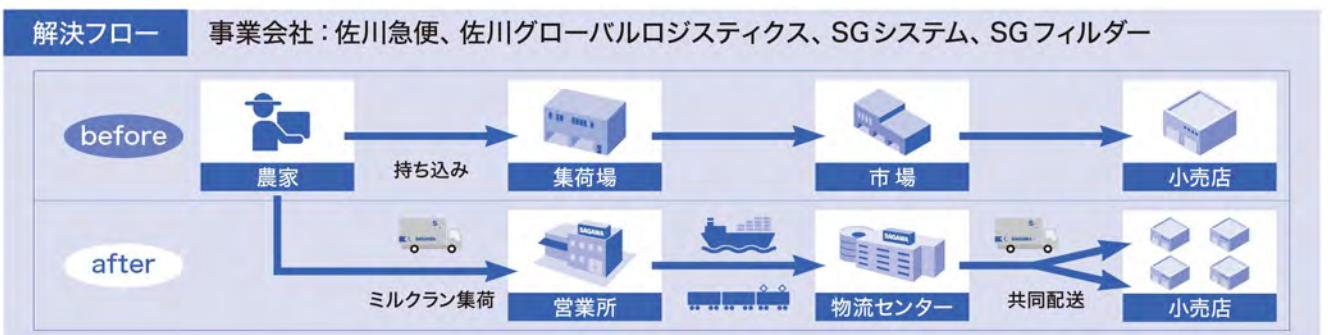 解決フロー 事業会社：佐川急便、佐川グローバルロジスティクス、SGシステム、SGフィルダー
before
農家
持ち込み
集荷場
市場
小売店
after
SAGAWA
ミルクラン集荷
SAGAWA
営業所
SAGAWA
物流センター
SAGAWA
共同配送
小売店